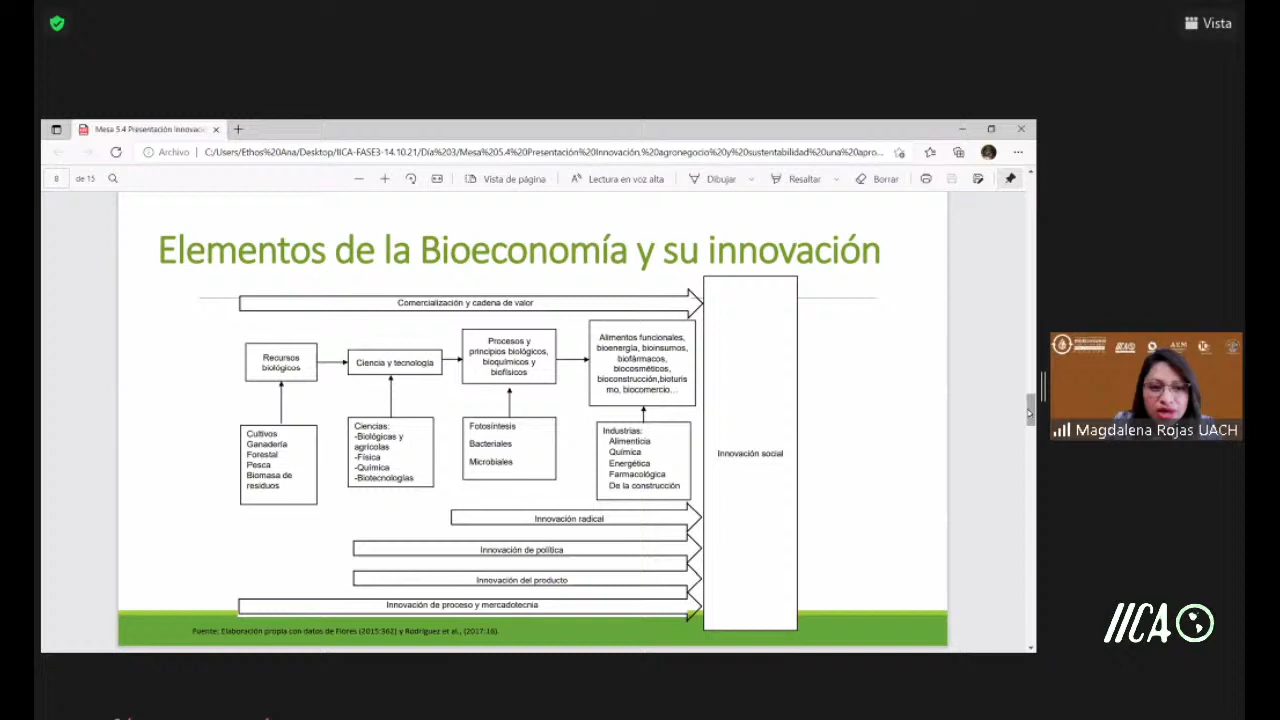 Vista
Mesa 5.4 Presentación Innovació
Archivo
C:/Users/Ethos%20Ana/Desktop/IICA-FASE3-14.10.21/Día%203/Mesa%205.4%20Presentación%20Innovación,%20agronegocio%20y%20sustentabilidad%20una%20apro...
8
de 15
Vista de página
Lectura en voz alta
Dibujar
Resaltar
Borrar
Elementos de la Bioeconomía y su innovación
Comercialización y cadena de valor
Recursos
biológicos
Ciencia y tecnología
Procesos y
principios biológicos,
bioquímicos y
biofísicos
Alimentos funcionales,
bioenergía, bioinsumos,
biofármacos,
biocosméticos,
bioconstrucción,bioturis
mo, biocomercio...
Cultivos
Ganadería
Forestal
Pesca
Biomasa de
residuos
Ciencias:
-Biológicas y
agrícolas
-Física
-Química
-Biotecnologías
Fotosíntesis
Bacteriales
Microbiales
Industrias:
Alimenticia
Química
Energética
Farmacológica
De la construcción
Innovación social
Innovación radical
Innovación de política
Innovación del producto
Innovación de proceso y mercadotecnia
Fuente: Elaboración propia con datos de Flores (2015:362) y Rodríguez et al., (2017:16).
Magdalena Rojas UACH
IICA